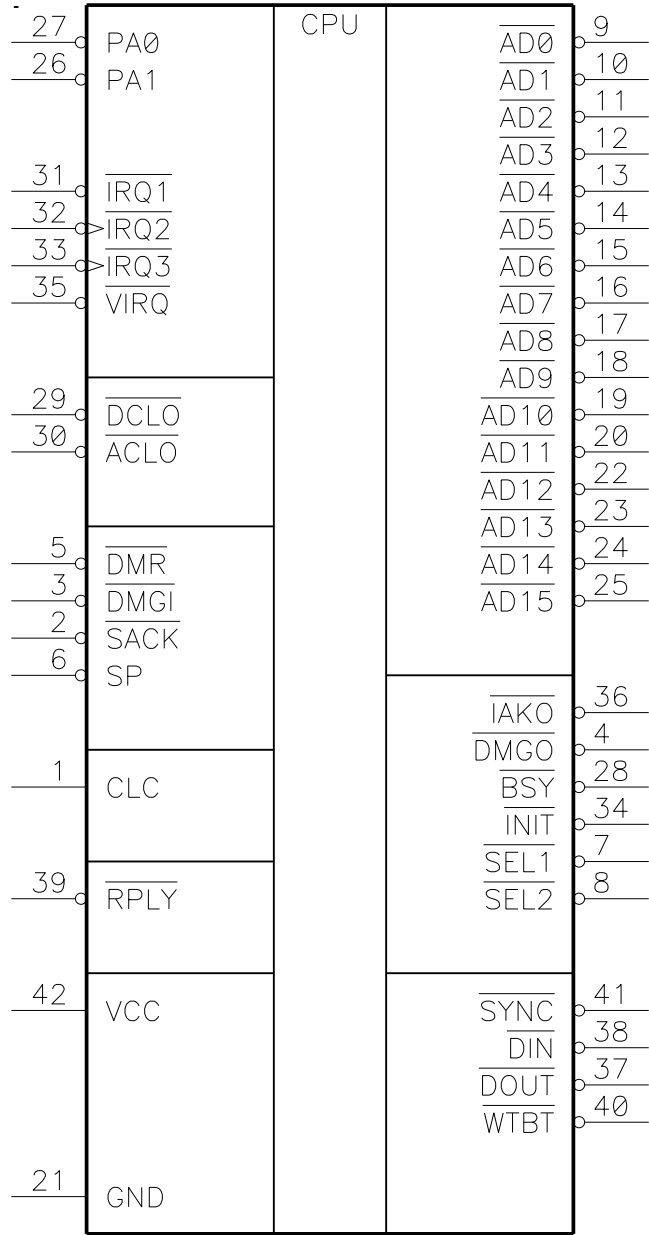 CPU
27 PA0
26 PA1
31 IRQ1
32 IRQ2
33 IRQ3
35 VIRQ
29 DCLO
30 ACLO
5 DMR
3 DMGI
2 SACK
6 SP
1 CLC
39 RPLY
42 VCC
21 GND
AD0 9
AD1 10
AD2 11
AD3 12
AD4 13
AD5 14
AD6 15
AD7 16
AD8 17
AD9 18
AD10 19
AD11 20
AD12 22
AD13 23
AD14 24
AD15 25
IAKO 36
DMGO 4
BSY 28
INIT 34
SEL1 7
SEL2 8
SYNC 41
DIN 38
DOUT 37
WTBT 40